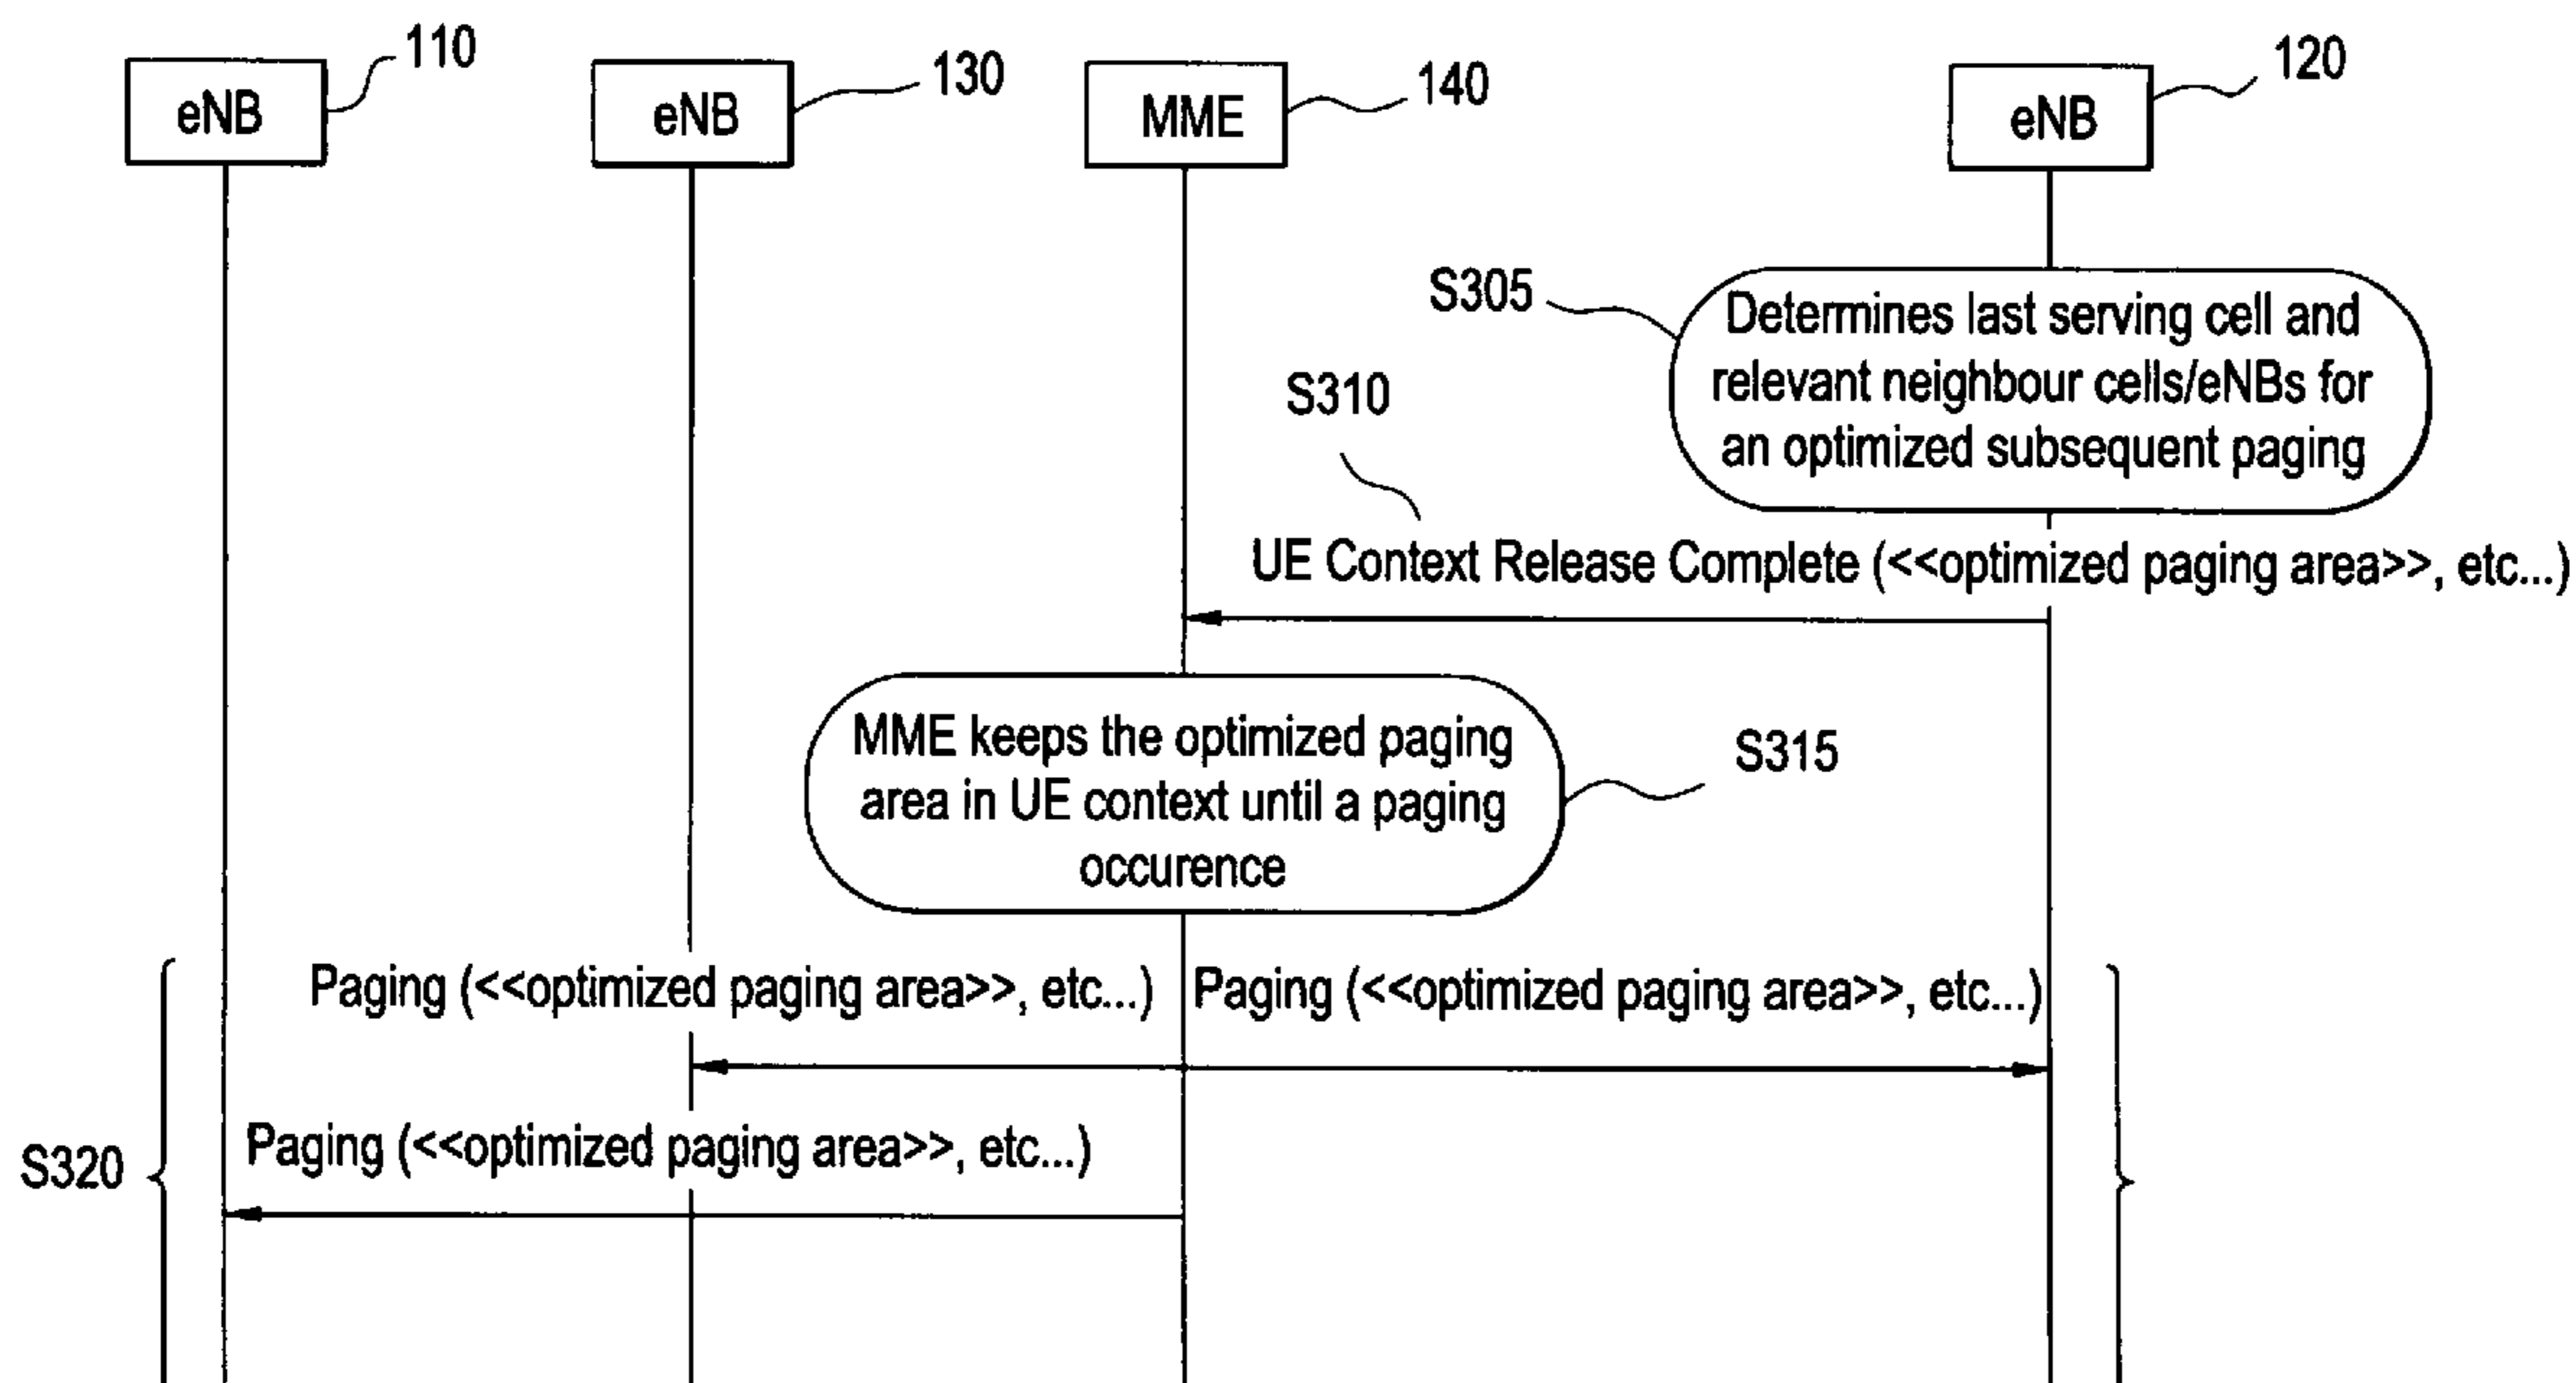 110
130
140
120
eNB
eNB
MME
eNB
S305
Determines last serving cell and
relevant neighbour cells/eNBs for
an optimized subsequent paging
S310
UE Context Release Complete (<<optimized paging area>>, etc...)
MME keeps the optimized paging
area in UE context until a paging
occurence
S315
Paging (<<optimized paging area>>, etc...)
Paging (<<optimized paging area>>, etc...)
S320
Paging (<<optimized paging area>>, etc...)